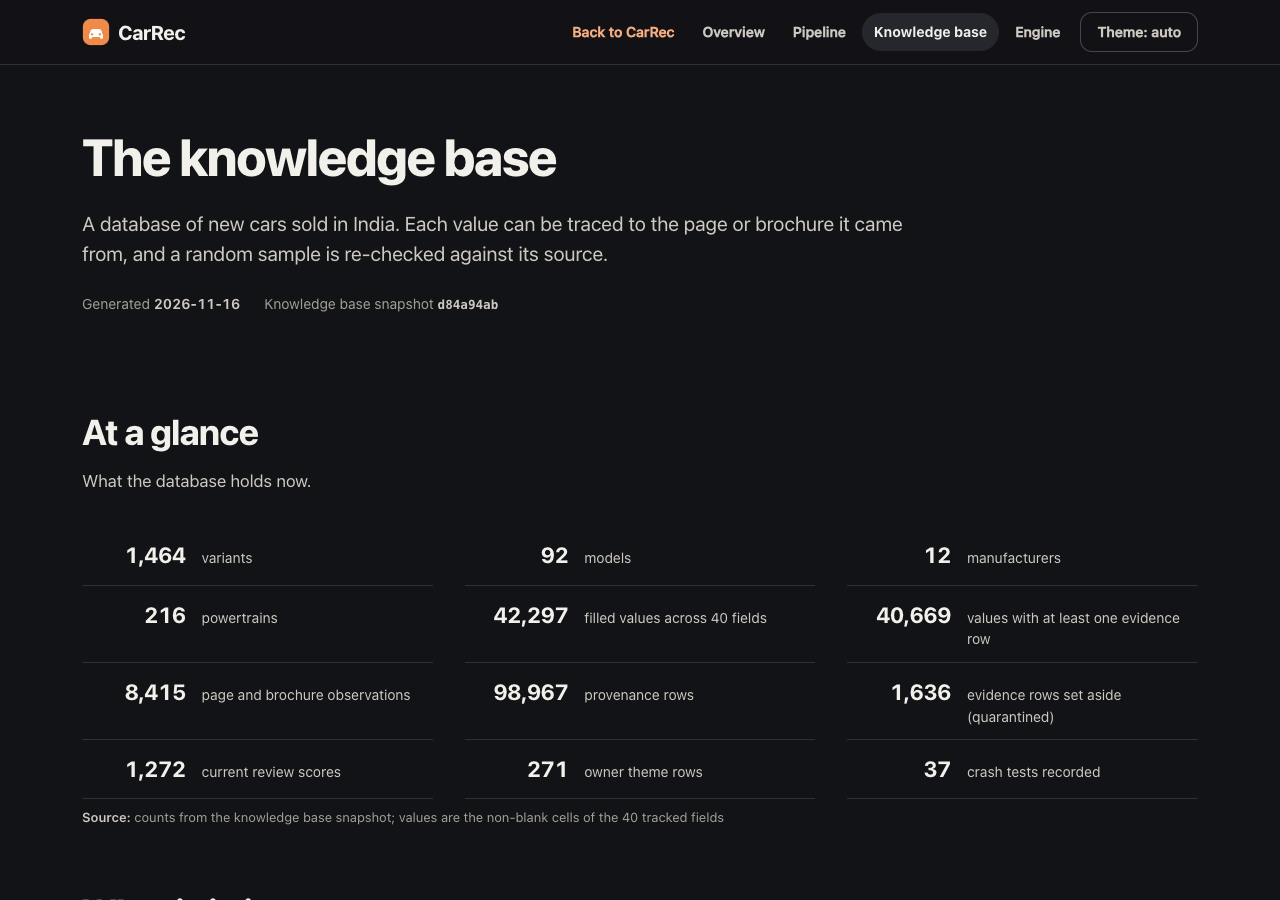 CarRec
Back to CarRec
Overview
Pipeline
Knowledge base
Engine
Theme: auto
The knowledge base
A database of new cars sold in India. Each value can be traced to the page or brochure it came
from, and a random sample is re-checked against its source.
Generated 2026-11-16 Knowledge base snapshot d84a94ab
At a glance
What the database holds now.
1,464 variants
92 models
12 manufacturers
216 powertrains
42,297 filled values across 40 fields
40,669 values with at least one evidence
row
8,415 page and brochure observations
98,967 provenance rows
1,636 evidence rows set aside
(quarantined)
1,272 current review scores
271 owner theme rows
37 crash tests recorded
Source: counts from the knowledge base snapshot; values are the non-blank cells of the 40 tracked fields